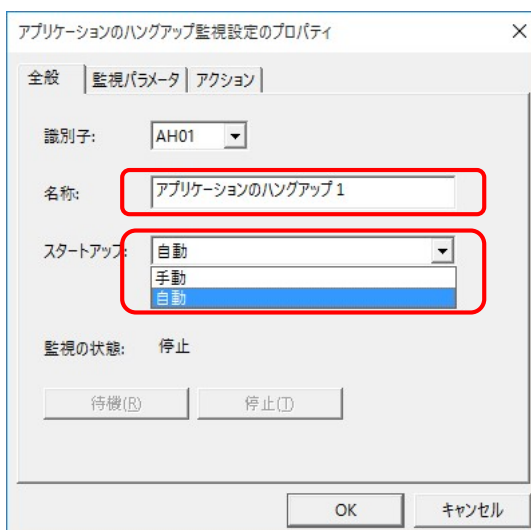 アプリケーションのハングアップ監視設定のプロパティ
全般 監視パラメータ アクション
識別子: AH01
名称: アプリケーションのハングアップ 1
スタートアップ: 自動
手動
自動
監視の状態: 停止
待機(R) 停止(T)
OK キャンセル